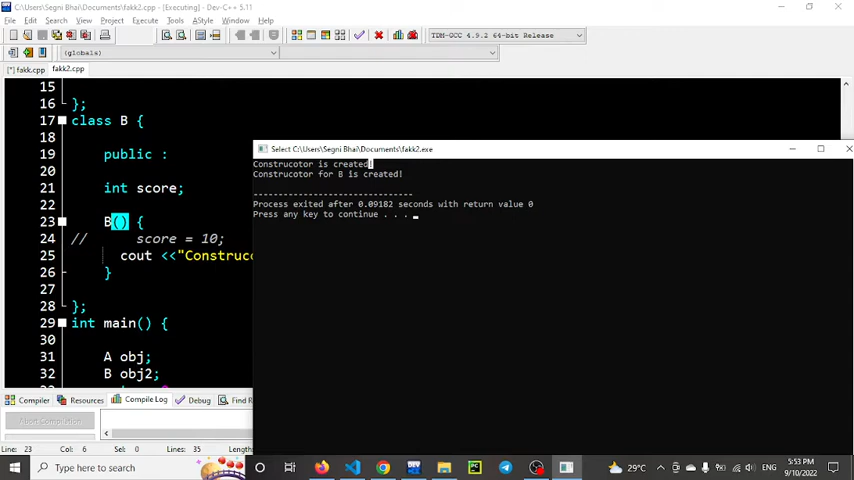 C:\Users\Segni Bhai\Documents\fakk2.cpp - [Executing] - Dev-C++ 5.11
File Edit Search View Project Execute Tools AStyle Window Help
TDM-GCC 4.9.2 64-bit Release
(globals)
[*] fakk.cpp fakk2.cpp
15
16 };
17 class B {
18
19 public :
20
21 int score;
22
23 B() {
24 // score = 10;
25 cout <<"Construco
26 }
27
28 };
29 int main() {
30
31 A obj;
32 B obj2;
Select C:\Users\Segni Bhai\Documents\fakk2.exe
Construcotor is created!
Construcotor for B is created!
--------------------------------
Process exited after 0.09182 seconds with return value 0
Press any key to continue . . .
Compiler Resources Compile Log Debug Find R
Abort Compilation
Line: 23 Col: 6 Sel: 0 Lines: 35 Length:
Type here to search
29°C
ENG
5:53 PM
9/10/2022